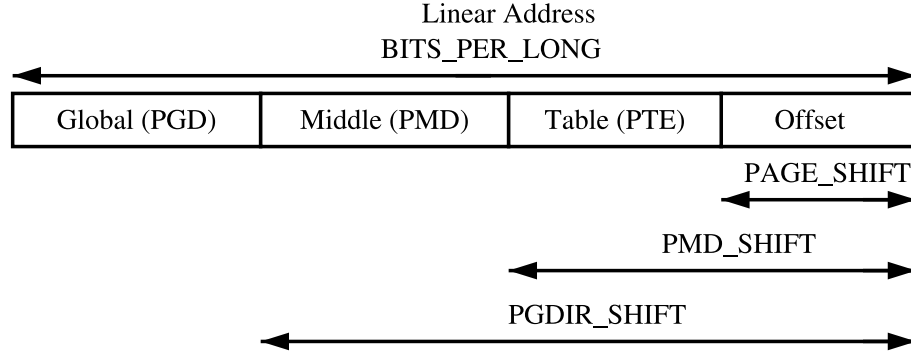 Linear Address
BITS_PER_LONG
Global (PGD) Middle (PMD) Table (PTE) Offset
PAGE_SHIFT
PMD_SHIFT
PGDIR_SHIFT